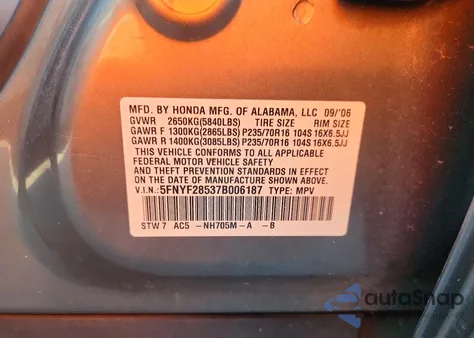 MFD. BY HONDA MFG. OF ALABAMA, LLC 09/'06
GVWR 2650KG(5840LBS) TIRE SIZE RIM SIZE
GAWR F 1300KG(2865LBS) P235/70R16 104S 16X6.5JJ
GAWR R 1400KG(3085LBS) P235/70R16 104S 16X6.5JJ
THIS VEHICLE CONFORMS TO ALL APPLICABLE
FEDERAL MOTOR VEHICLE SAFETY
AND THEFT PREVENTION STANDARDS
IN EFFECT ON THE DATE OF MANUFACTURE
SHOWN ABOVE.
V.I.N.: 5FNYF28537B006187 TYPE: MPV
STW 7 AC5 -NH705M-A -B
autoSnap